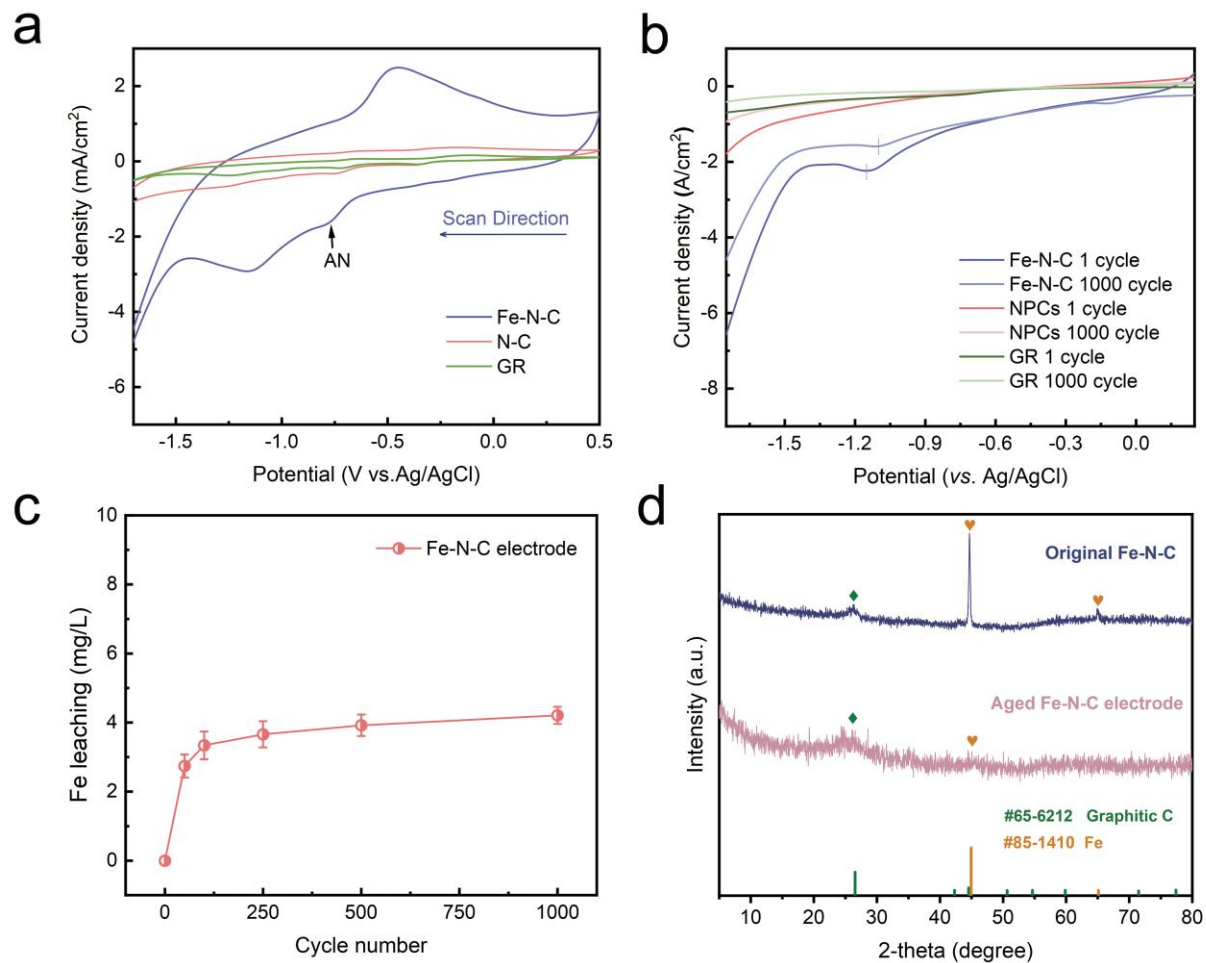 a
2
0
-2
-4
-6
Current density (mA/cm²)
-1.5 -1.0 -0.5 0.0 0.5
Potential (V vs.Ag/AgCl)
Scan Direction
AN
Fe-N-C
N-C
GR
b
0
-2
-4
-6
-8
Current density (A/cm²)
-1.5 -1.2 -0.9 -0.6 -0.3 0.0
Potential (vs. Ag/AgCl)
Fe-N-C 1 cycle
Fe-N-C 1000 cycle
NPCs 1 cycle
NPCs 1000 cycle
GR 1 cycle
GR 1000 cycle
c
10
8
6
4
2
0
Fe leaching (mg/L)
0 250 500 750 1000
Cycle number
Fe-N-C electrode
d
Intensity (a.u.)
Original Fe-N-C
Aged Fe-N-C electrode
#65-6212 Graphitic C
#85-1410 Fe
10 20 30 40 50 60 70 80
2-theta (degree)